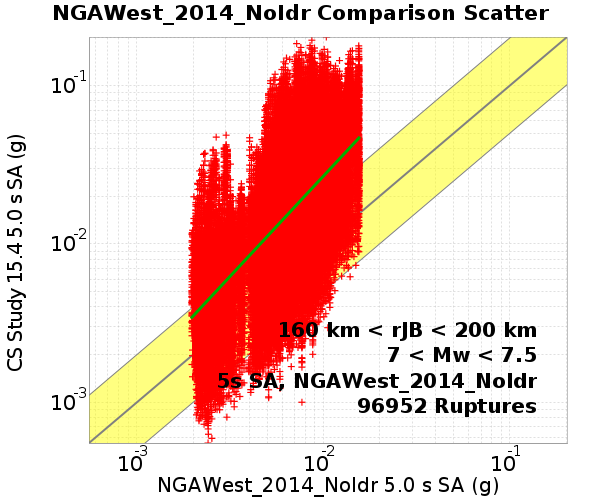 NGAWest_2014_NoIdr Comparison Scatter
CS Study 15.4 5.0 s SA (g)
10-1
10-2
10-3
160 km < rJB < 200 km
7 < Mw < 7.5
5s SA, NGAWest_2014_NoIdr
96952 Ruptures
10-3 10-2 10-1
NGAWest_2014_NoIdr 5.0 s SA (g)